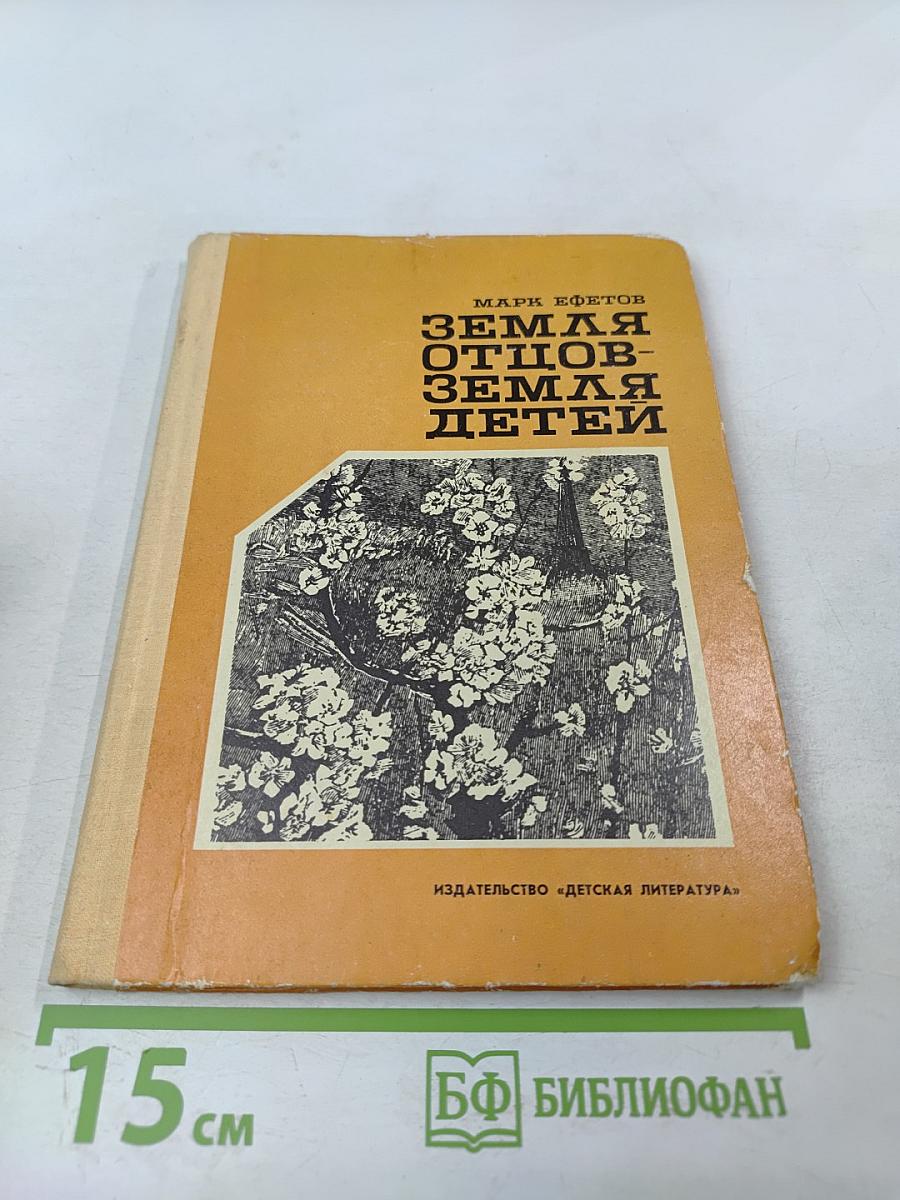 МАРК ЕФЕТОВ
ЗЕМЛЯ
ОТЦОВ-
ЗЕМЛЯ
ДЕТЕЙ
ИЗДАТЕЛЬСТВО «ДЕТСКАЯ ЛИТЕРАТУРА»
15 см
БФ БИБЛИОФАН